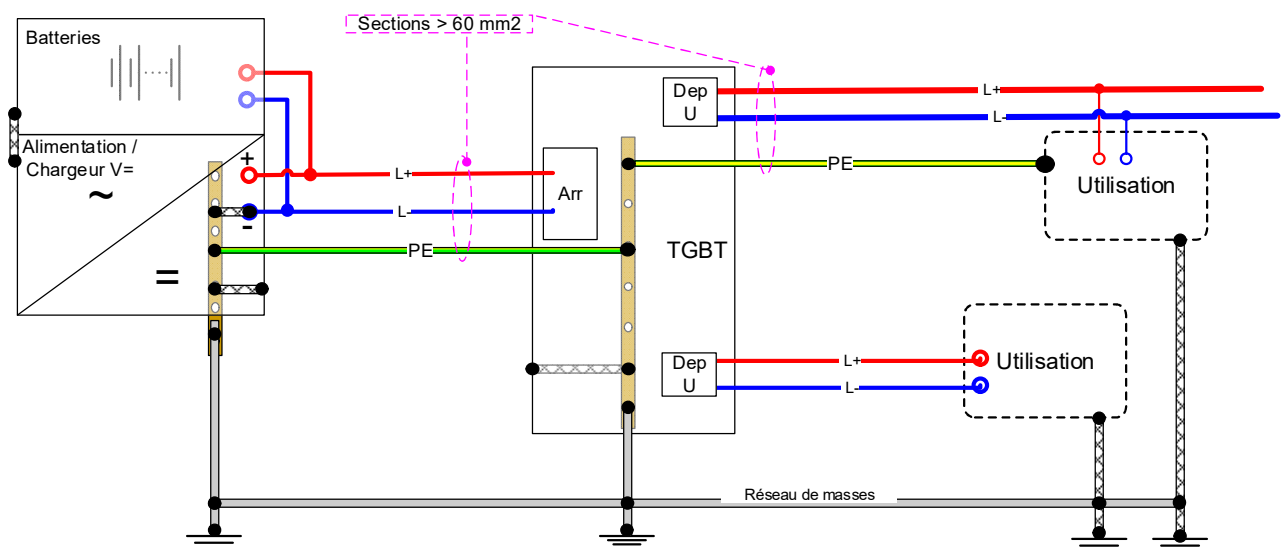 Sections > 60 mm2
Batteries
Alimentation /
Chargeur V=
~
=
+
-
L+
L-
PE
Arr
TGBT
Dep
U
L+
L-
PE
Utilisation
Dep
U
L+
L-
Utilisation
Réseau de masses